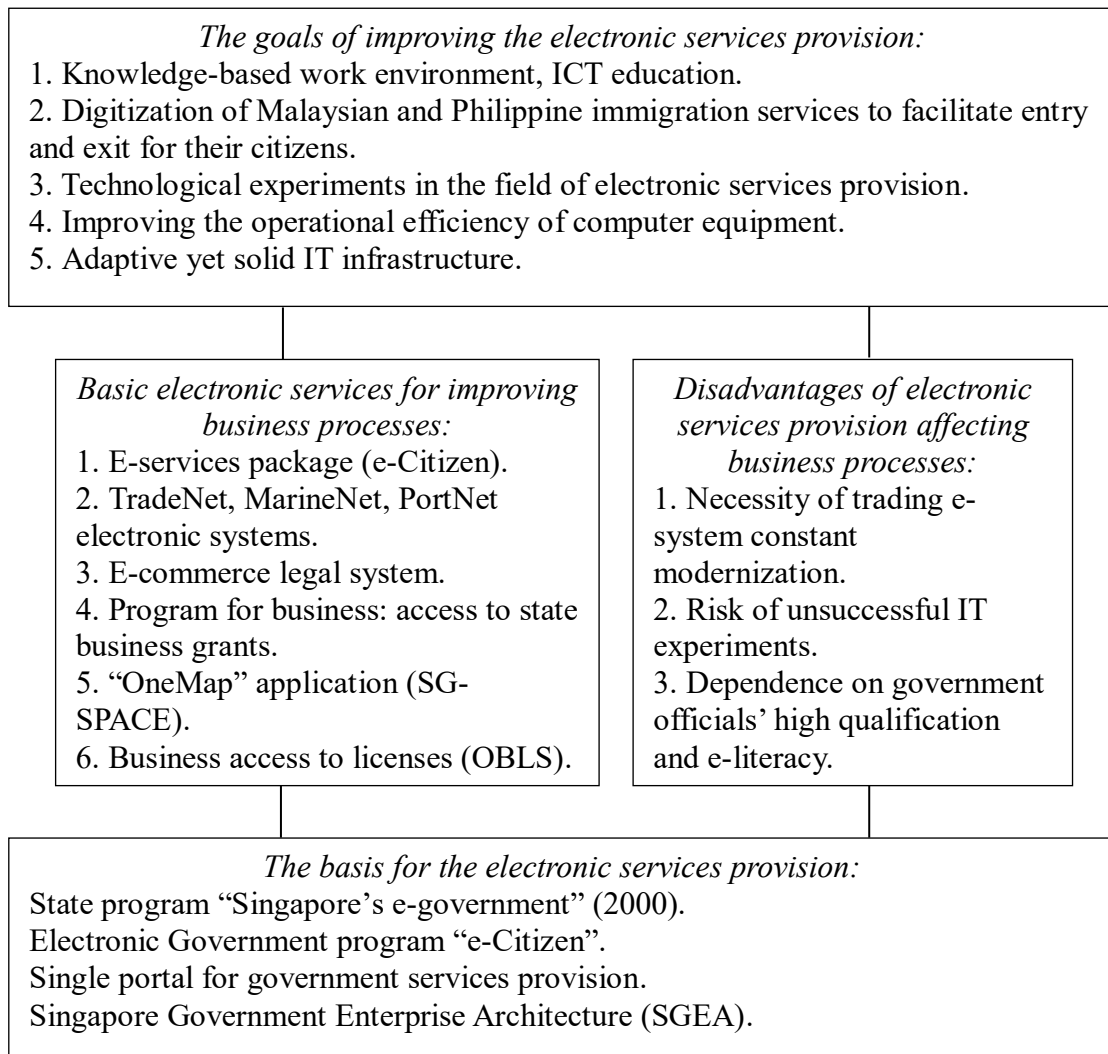 The goals of improving the electronic services provision:
1. Knowledge-based work environment, ICT education.
2. Digitization of Malaysian and Philippine immigration services to facilitate entry
and exit for their citizens.
3. Technological experiments in the field of electronic services provision.
4. Improving the operational efficiency of computer equipment.
5. Adaptive yet solid IT infrastructure.
Basic electronic services for improving
business processes:
1. E-services package (e-Citizen).
2. TradeNet, MarineNet, PortNet
electronic systems.
3. E-commerce legal system.
4. Program for business: access to state
business grants.
5. “OneMap” application (SG-
SPACE).
6. Business access to licenses (OBLS).
Disadvantages of electronic
services provision affecting
business processes:
1. Necessity of trading e-
system constant
modernization.
2. Risk of unsuccessful IT
experiments.
3. Dependence on government
officials’ high qualification
and e-literacy.
The basis for the electronic services provision:
State program “Singapore’s e-government” (2000).
Electronic Government program “e-Citizen”.
Single portal for government services provision.
Singapore Government Enterprise Architecture (SGEA).